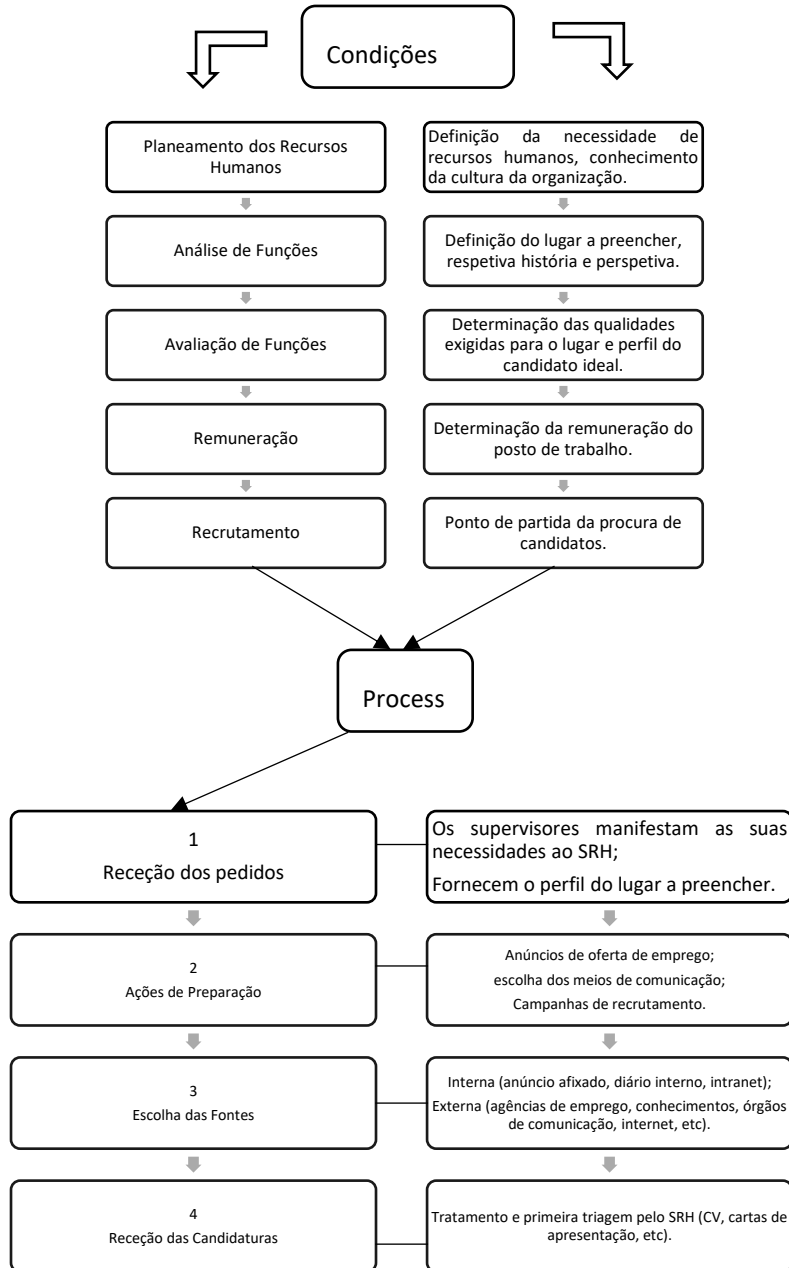 Condições
Planeamento dos Recursos
Humanos
Definição da necessidade de
recursos humanos, conhecimento
da cultura da organização.
Análise de Funções
Definição do lugar a preencher,
respetiva história e perspetiva.
Avaliação de Funções
Determinação das qualidades
exigidas para o lugar e perfil do
candidato ideal.
Remuneração
Determinação da remuneração do
posto de trabalho.
Recrutamento
Ponto de partida da procura de
candidatos.
Process
1
Receção dos pedidos
Os supervisores manifestam as suas
necessidades ao SRH;
Fornecem o perfil do lugar a preencher.
2
Ações de Preparação
Anúncios de oferta de emprego;
escolha dos meios de comunicação;
Campanhas de recrutamento.
3
Escolha das Fontes
Interna (anúncio afixado, diário interno, intranet);
Externa (agências de emprego, conhecimentos, órgãos
de comunicação, internet, etc).
4
Receção das Candidaturas
Tratamento e primeira triagem pelo SRH (CV, cartas de
apresentação, etc).